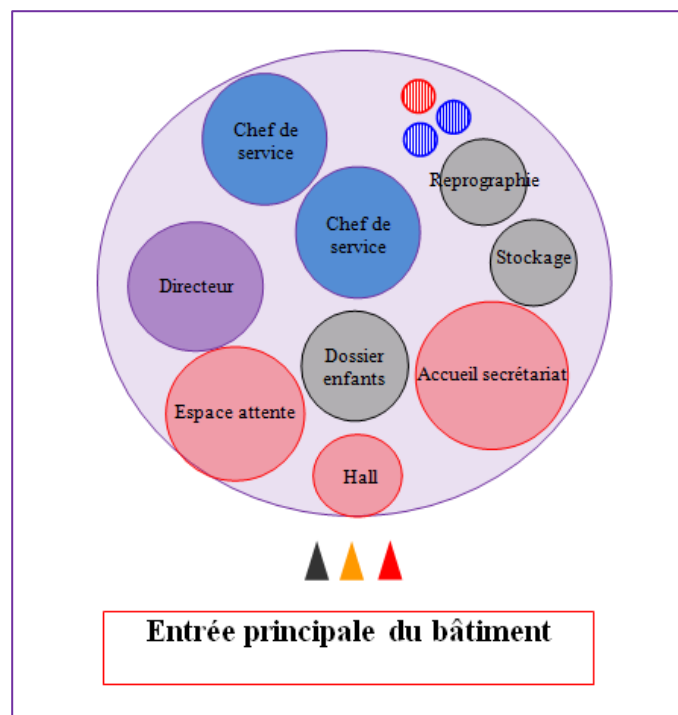 Chef de
service
Reprographie
Chef de
service
Stockage
Directeur
Dossier
enfants
Accueil secrétariat
Espace attente
Hall
Entrée principale du bâtiment